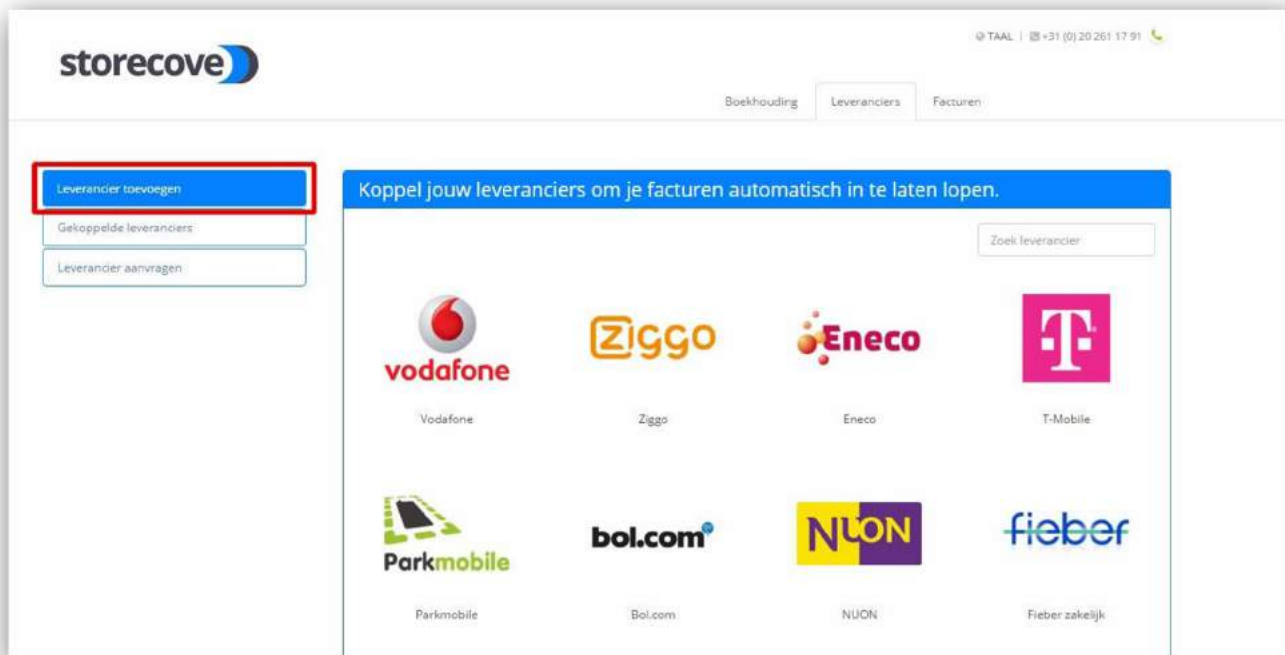 storecove
TAAL | +31 (0) 20 261 17 91
Boekhouding Leveranciers Facturen
Leverancier toevoegen
Gekoppelde leveranciers
Leverancier aanvragen
Koppel jouw leveranciers om je facturen automatisch in te laten lopen.
Zoek leverancier
vodafone ziggo Eneco T
Vodafone Ziggo Eneco T-Mobile
Parkmobile bol.com NUON fieber
Parkmobile Bol.com NUON Fieber zakelijk